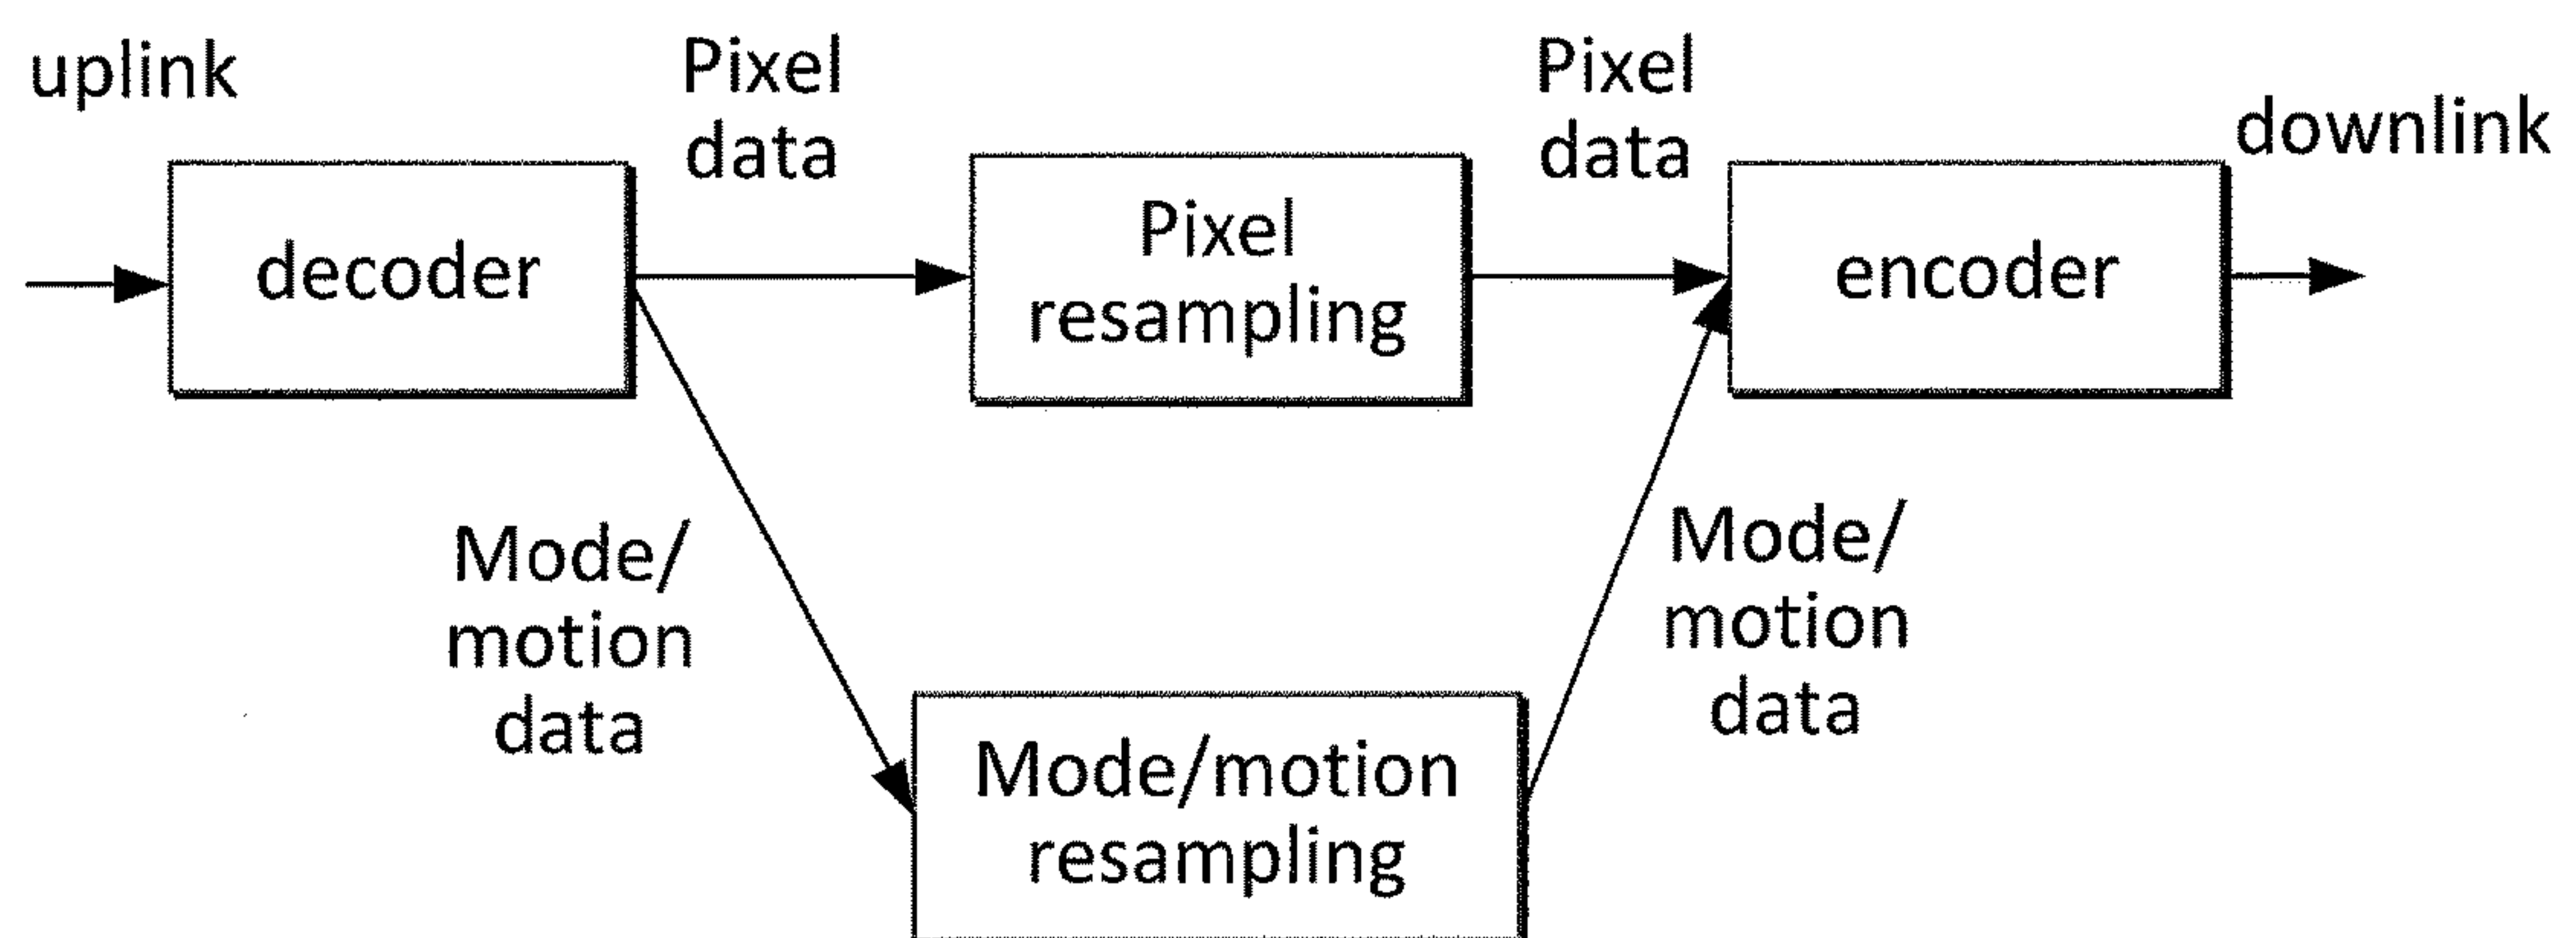 uplink
decoder
Pixel
data
Pixel
resampling
Pixel
data
encoder
downlink
Mode/
motion
data
Mode/motion
resampling
Mode/
motion
data